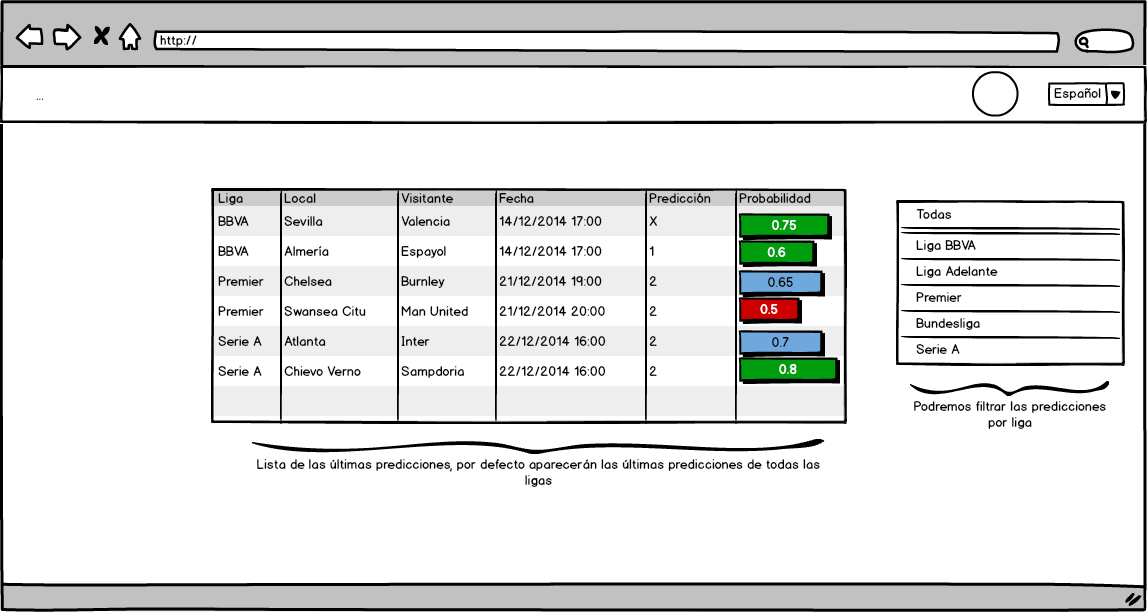 http://
...
Español
Liga Local Visitante Fecha Predicción Probabilidad
BBVA Sevilla Valencia 14/12/2014 17:00 X 0.75
BBVA Almería Espayol 14/12/2014 17:00 1 0.6
Premier Chelsea Burnley 21/12/2014 19:00 2 0.65
Premier Swansea Citu Man United 21/12/2014 20:00 2 0.5
Serie A Atlanta Inter 22/12/2014 16:00 2 0.7
Serie A Chievo Verno Sampdoria 22/12/2014 16:00 2 0.8
Todas
Liga BBVA
Liga Adelante
Premier
Bundesliga
Serie A
Podremos filtrar las predicciones
por liga
Lista de las últimas predicciones, por defecto aparecerán las últimas predicciones de todas las
ligas